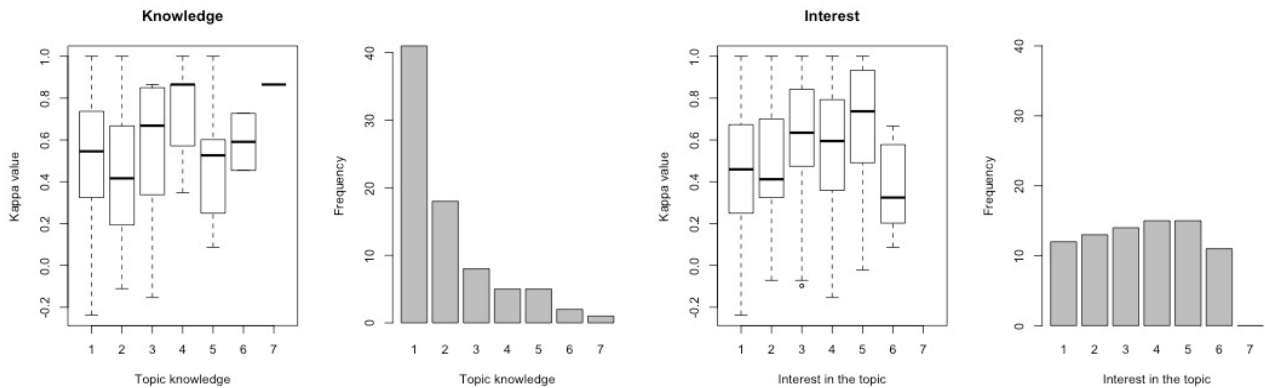 Knowledge
Interest
Kappa value
-0.2 0.0 0.2 0.4 0.6 0.8 1.0
1 2 3 4 5 6 7
Topic knowledge
Frequency
0 10 20 30 40
1 2 3 4 5 6 7
Topic knowledge
Kappa value
-0.2 0.0 0.2 0.4 0.6 0.8 1.0
1 2 3 4 5 6 7
Interest in the topic
Frequency
0 10 20 30 40
1 2 3 4 5 6 7
Interest in the topic